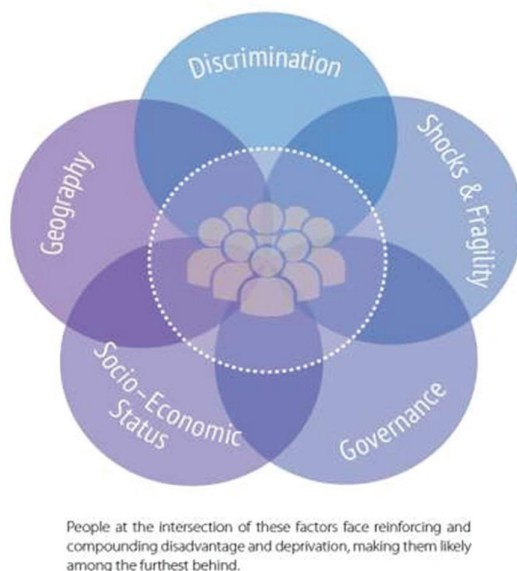 Discrimination
Shocks & Fragility
Geography
Socio-Economic
Status
Governance
People at the intersection of these factors face reinforcing and
compounding disadvantage and deprivation, making them likely
among the furthest behind.